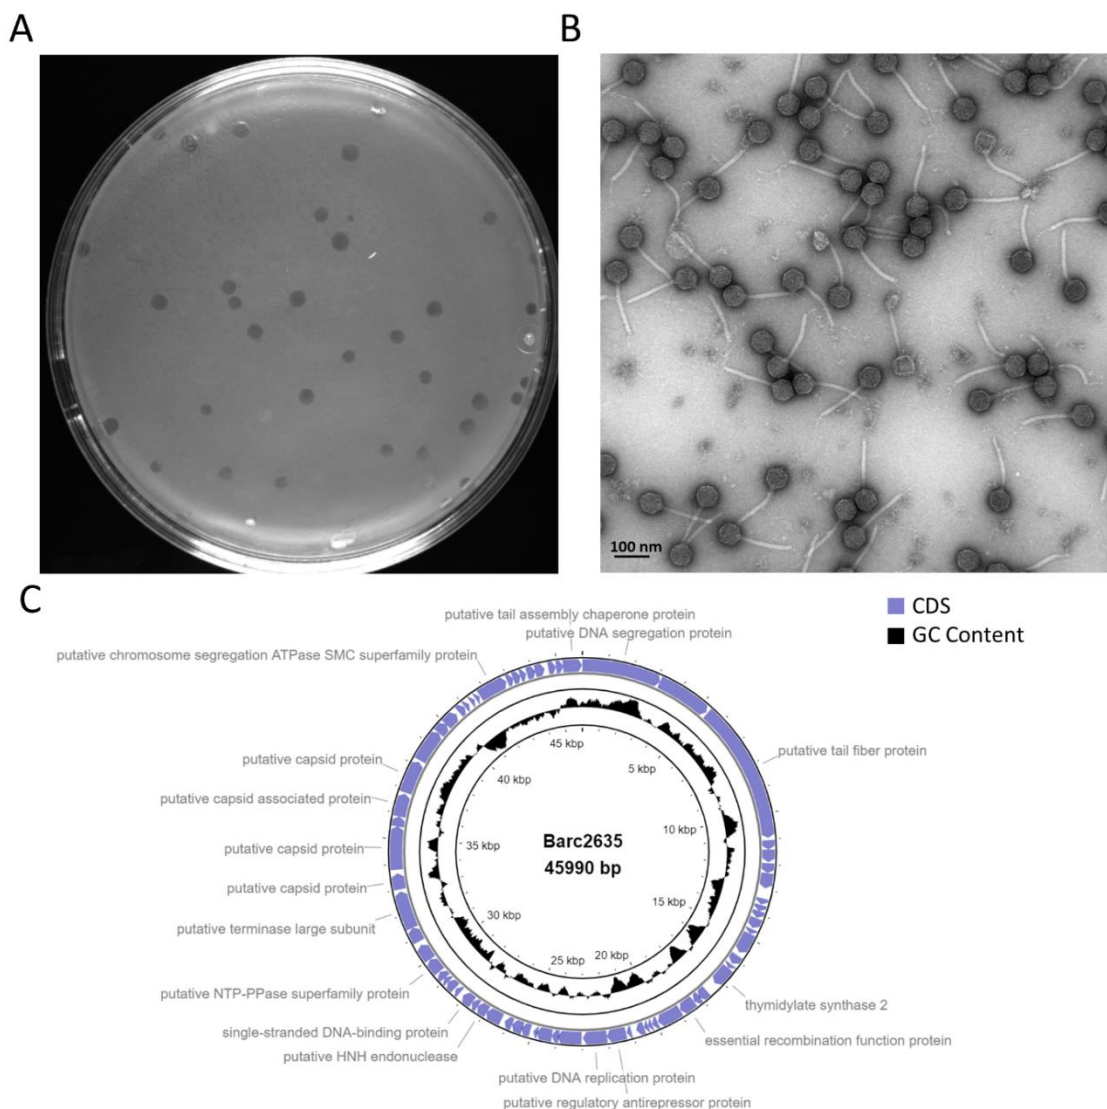 A
B
100 nm
C
CDS
GC Content
putative tail assembly chaperone protein
putative DNA segregation protein
putative chromosome segregation ATPase SMC superfamily protein
putative tail fiber protein
putative capsid protein
putative capsid associated protein
putative capsid protein
putative capsid protein
putative terminase large subunit
putative NTP-PPase superfamily protein
single-stranded DNA-binding protein
putative HNH endonuclease
putative DNA replication protein
putative regulatory antirepressor protein
essential recombination function protein
thymidylate synthase 2
45 kbp
5 kbp
40 kbp
10 kbp
35 kbp
15 kbp
30 kbp
25 kbp
20 kbp
Barc2635
45990 bp